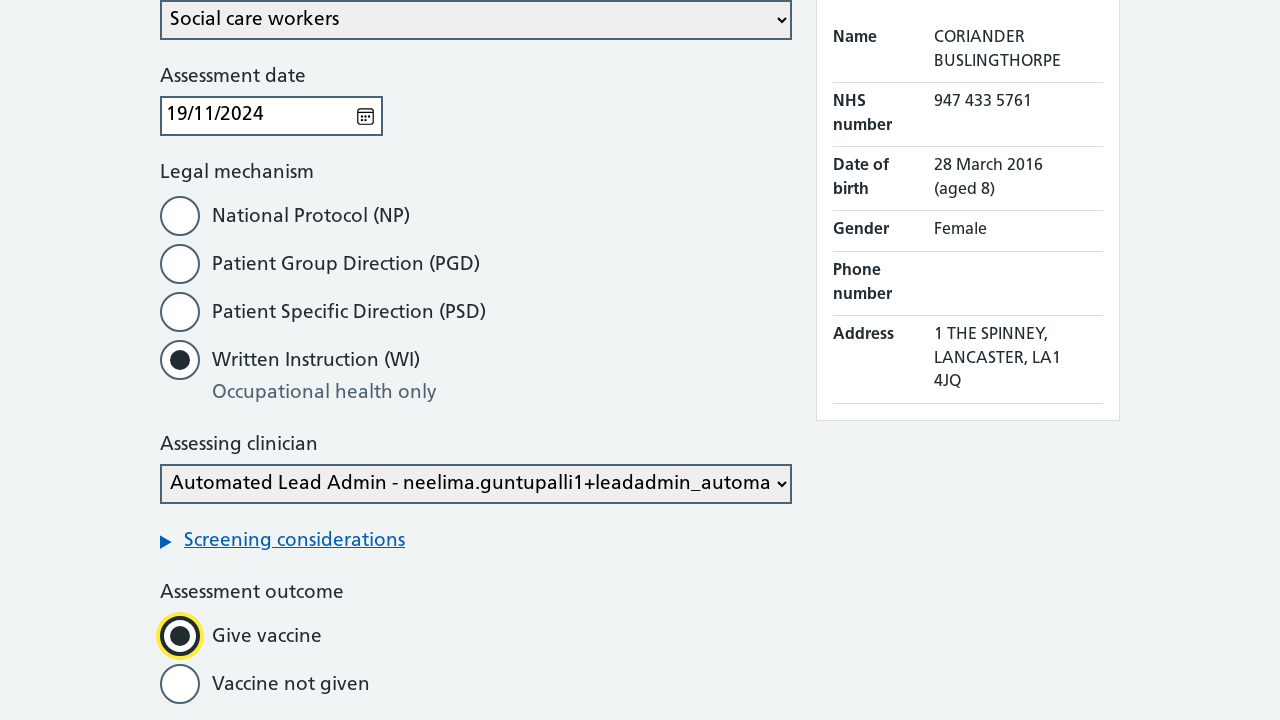 Social care workers
Assessment date
19/11/2024
Legal mechanism
National Protocol (NP)
Patient Group Direction (PGD)
Patient Specific Direction (PSD)
Written Instruction (WI)
Occupational health only
Assessing clinician
Automated Lead Admin - neelima.guntupalli1+leadadmin_automa
Screening considerations
Assessment outcome
Give vaccine
Vaccine not given
Name CORIANDER
BUSLINGTHORPE
NHS 947 433 5761
number
Date of 28 March 2016
birth (aged 8)
Gender Female
Phone
number
Address 1 THE SPINNEY,
LANCASTER, LA1
4JQ